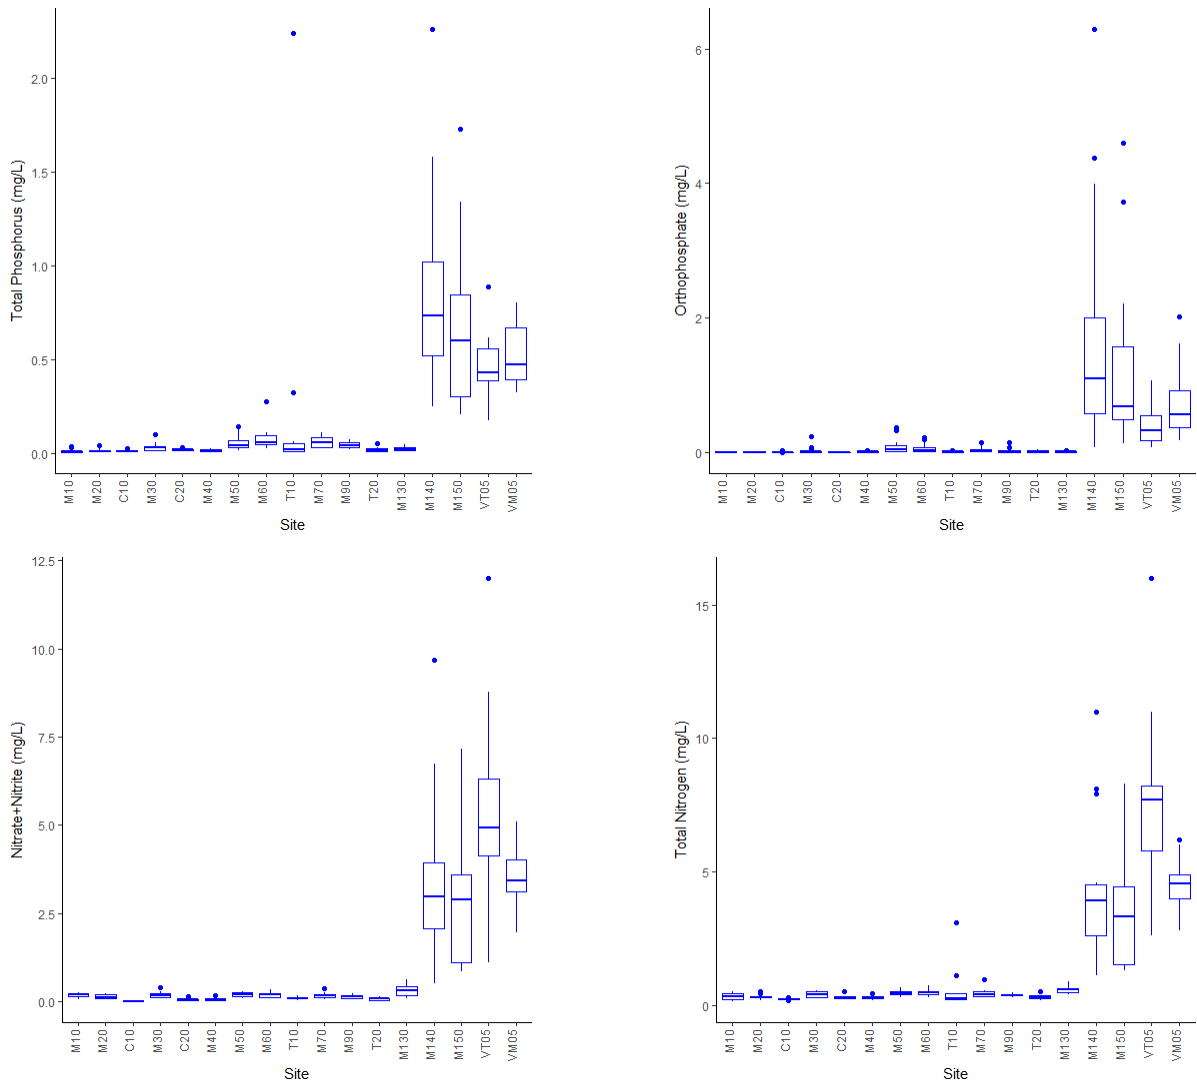 Total Phosphorus (mg/L)
2.0
1.5
1.0
0.5
0.0
M10 M20 C10 M30 C20 M40 M50 M60 T10 M70 M90 T20 M130 M140 M150 VT05 VM05
Site
Orthophosphate (mg/L)
6
4
2
0
M10 M20 C10 M30 C20 M40 M50 M60 T10 M70 M90 T20 M130 M140 M150 VT05 VM05
Site
Nitrate+Nitrite (mg/L)
12.5
10.0
7.5
5.0
2.5
0.0
M10 M20 C10 M30 C20 M40 M50 M60 T10 M70 M90 T20 M130 M140 M150 VT05 VM05
Site
Total Nitrogen (mg/L)
15
10
5
0
M10 M20 C10 M30 C20 M40 M50 M60 T10 M70 M90 T20 M130 M140 M150 VT05 VM05
Site